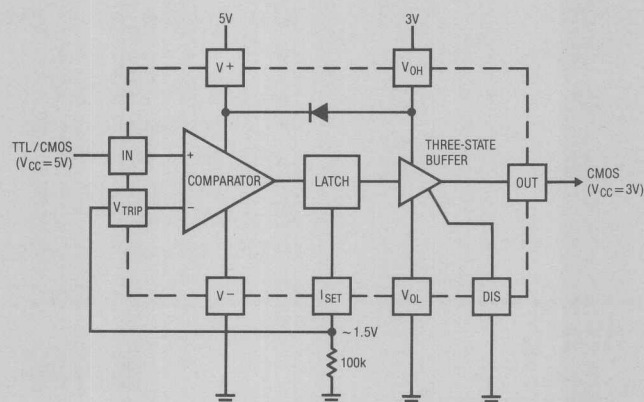 5V
3V
V+
VOH
TTL/CMOS
(VCC=5V)
IN
+
COMPARATOR
LATCH
THREE-STATE
BUFFER
OUT
CMOS
(VCC=3V)
VTRIP
−
V−
ISET
VOL
DIS
~1.5V
100k